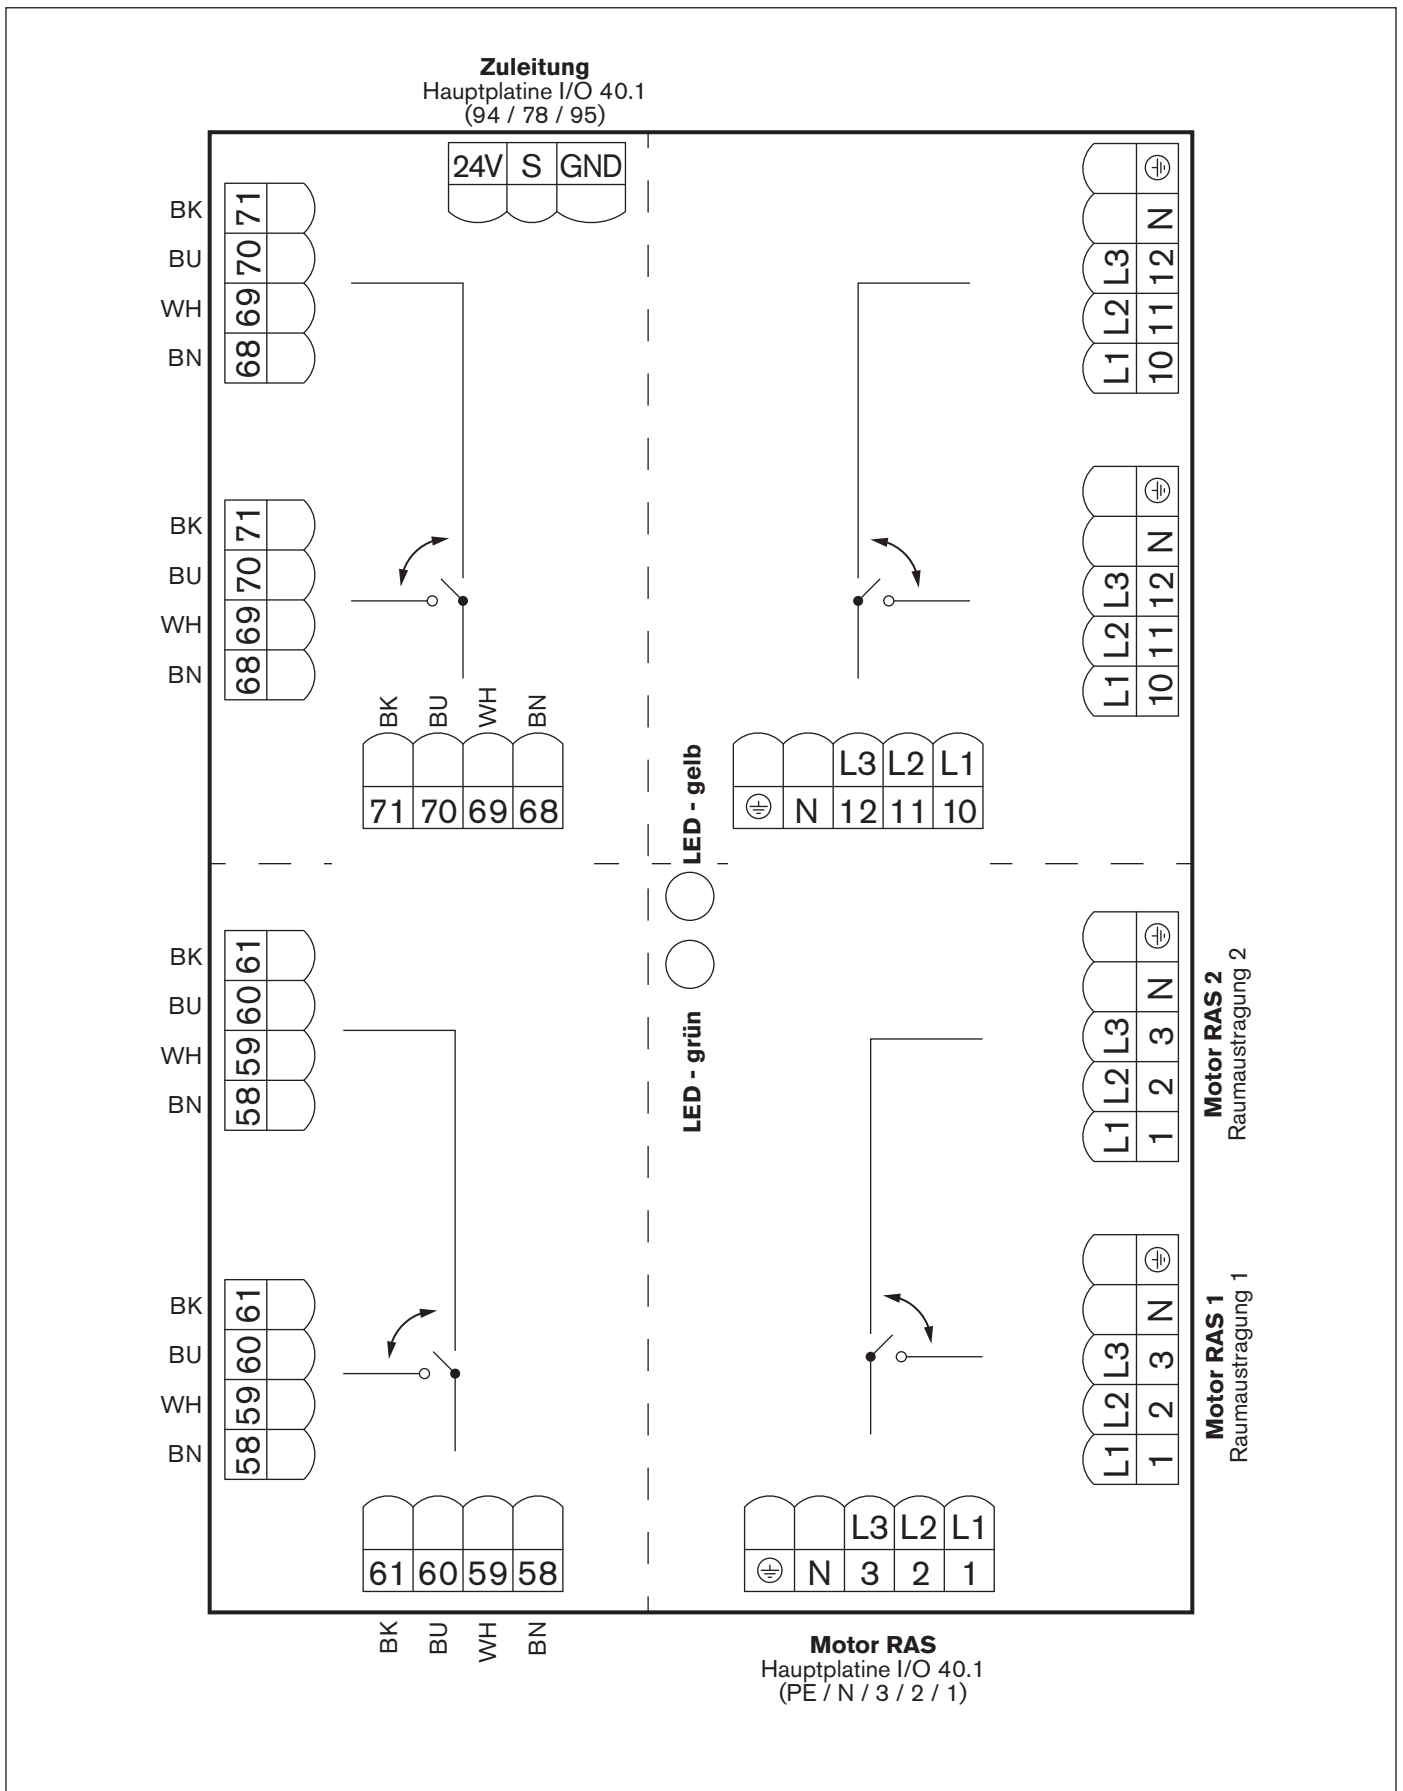 Zuleitung
Hauptplatine I/O 40.1
(94 / 78 / 95)
24V S GND
BK 71
BU 70
WH 69
BN 68
N
L3 12
L2 11
L1 10
BK 71
BU 70
WH 69
BN 68
N
L3 12
L2 11
L1 10
BK BU WH BN
71 70 69 68
LED - gelb
L3 L2 L1
N 12 11 10
LED - grün
BK 61
BU 60
WH 59
BN 58
N
L3 3
L2 2
L1 1
Motor RAS 2
Raumaustragung 2
BK 61
BU 60
WH 59
BN 58
N
L3 3
L2 2
L1 1
Motor RAS 1
Raumaustragung 1
61 60 59 58
BK BU WH BN
L3 L2 L1
N 3 2 1
Motor RAS
Hauptplatine I/O 40.1
(PE / N / 3 / 2 / 1)